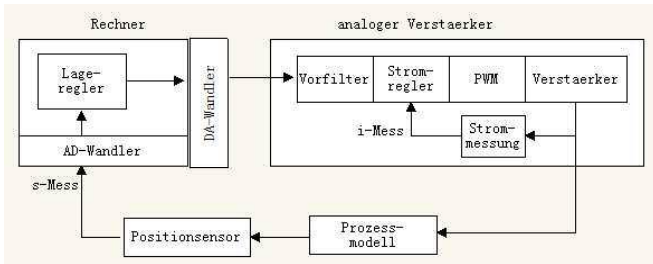 Rechner
analoger Verstaerker
Lage-
regler
DA-Wandler
AD-Wandler
Vorfilter
Strom-
regler
PWM
Verstaerker
i-Mess
Strom-
messung
s-Mess
Positionsensor
Prozess-
modell